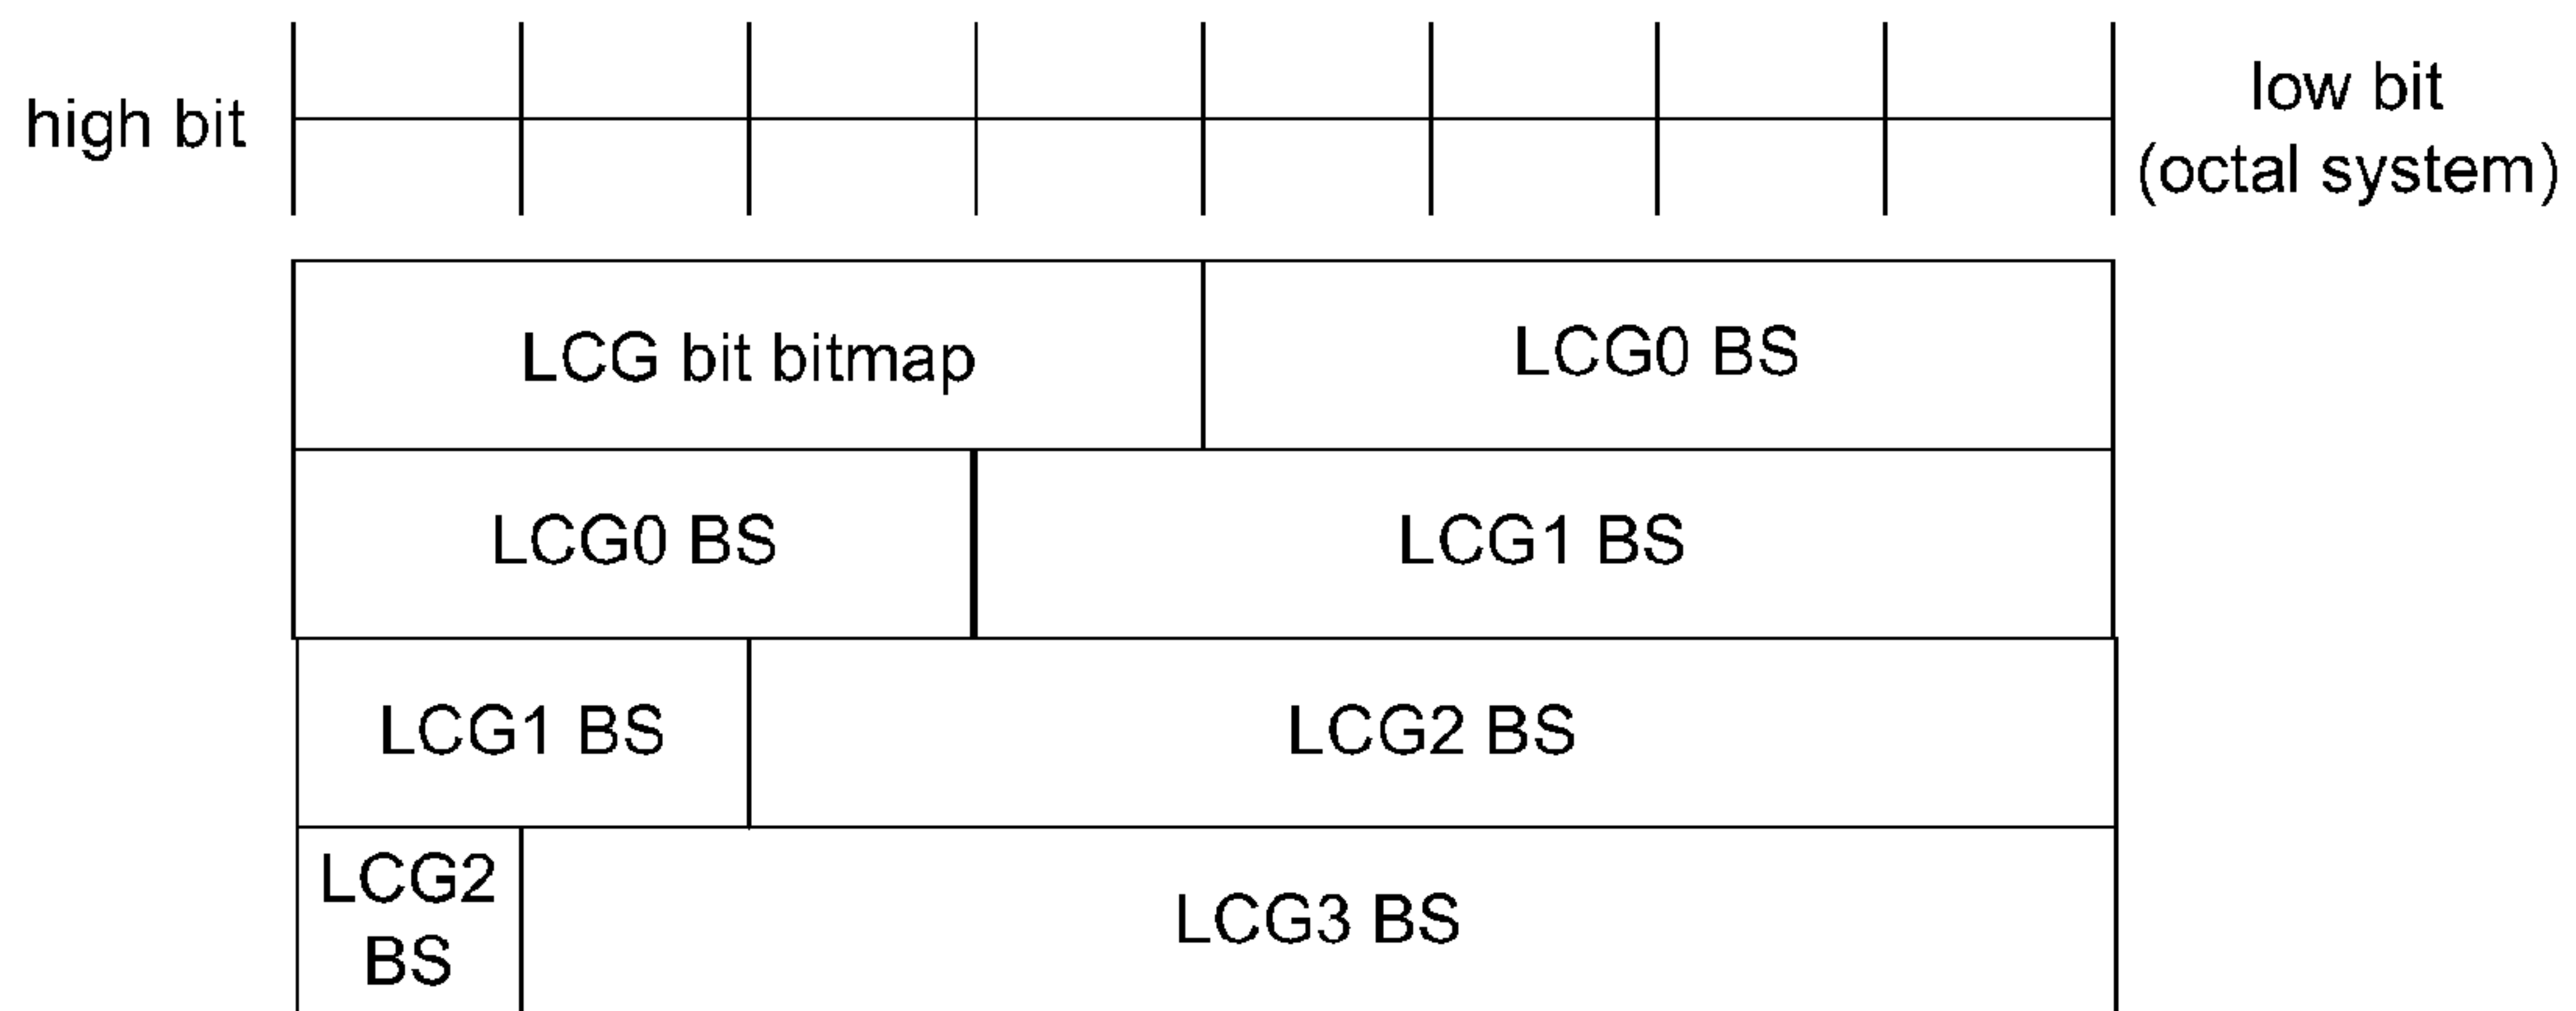 high bit
low bit
(octal system)
LCG bit bitmap
LCG0 BS
LCG0 BS
LCG1 BS
LCG1 BS
LCG2 BS
LCG2
BS
LCG3 BS